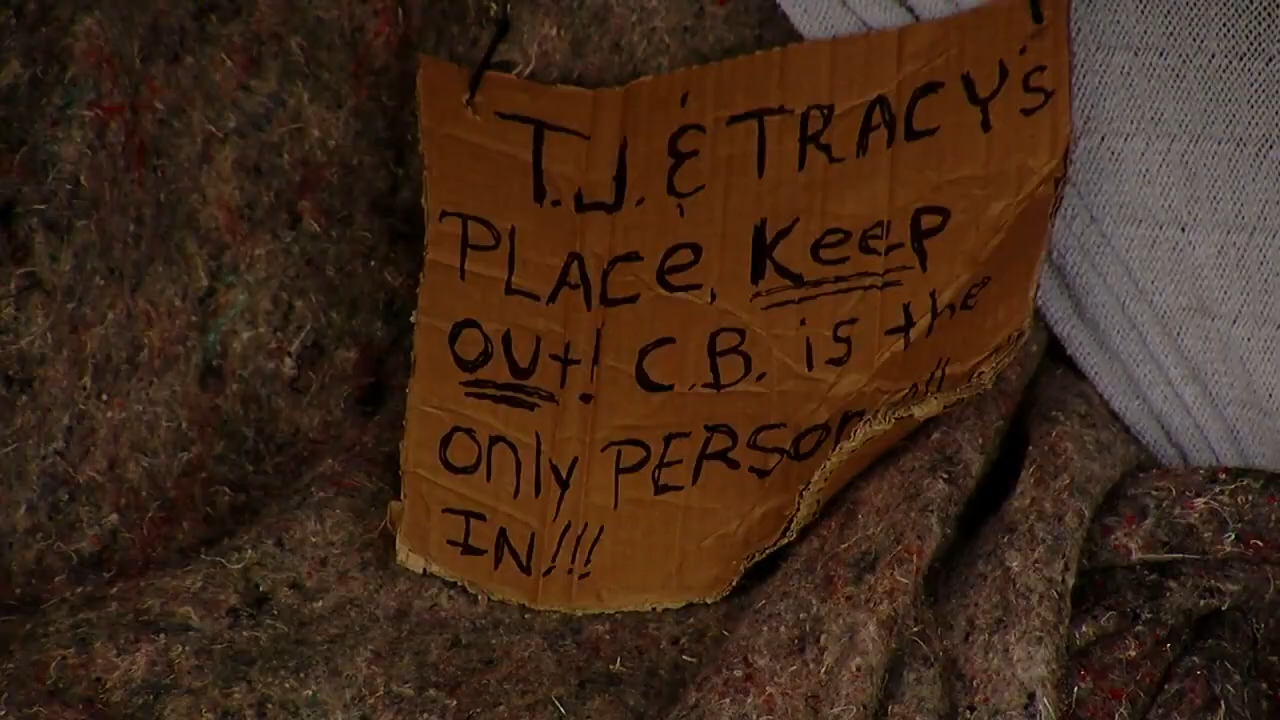 T.J. & TRACY'S
PLACe, Keep
OUt! C.B. is the
only PERSON
IN!!!